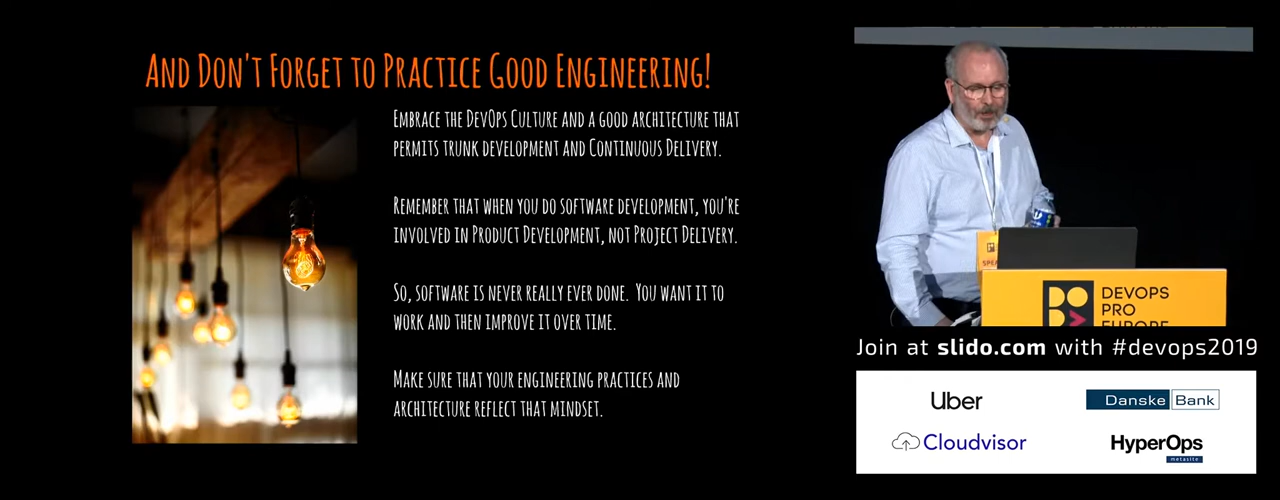 And Don't Forget to Practice Good Engineering!
Embrace the DevOps Culture and a good architecture that
permits trunk development and Continuous Delivery.
Remember that when you do software development, you're
involved in Product Development, not Project Delivery.
So, software is never really ever done. You want it to
work and then improve it over time.
Make sure that your engineering practices and
architecture reflect that mindset.
DEVOPS
PRO
EUROPE
Join at slido.com with #devops2019
Uber
Danske Bank
Cloudvisor
HyperOps
metasite